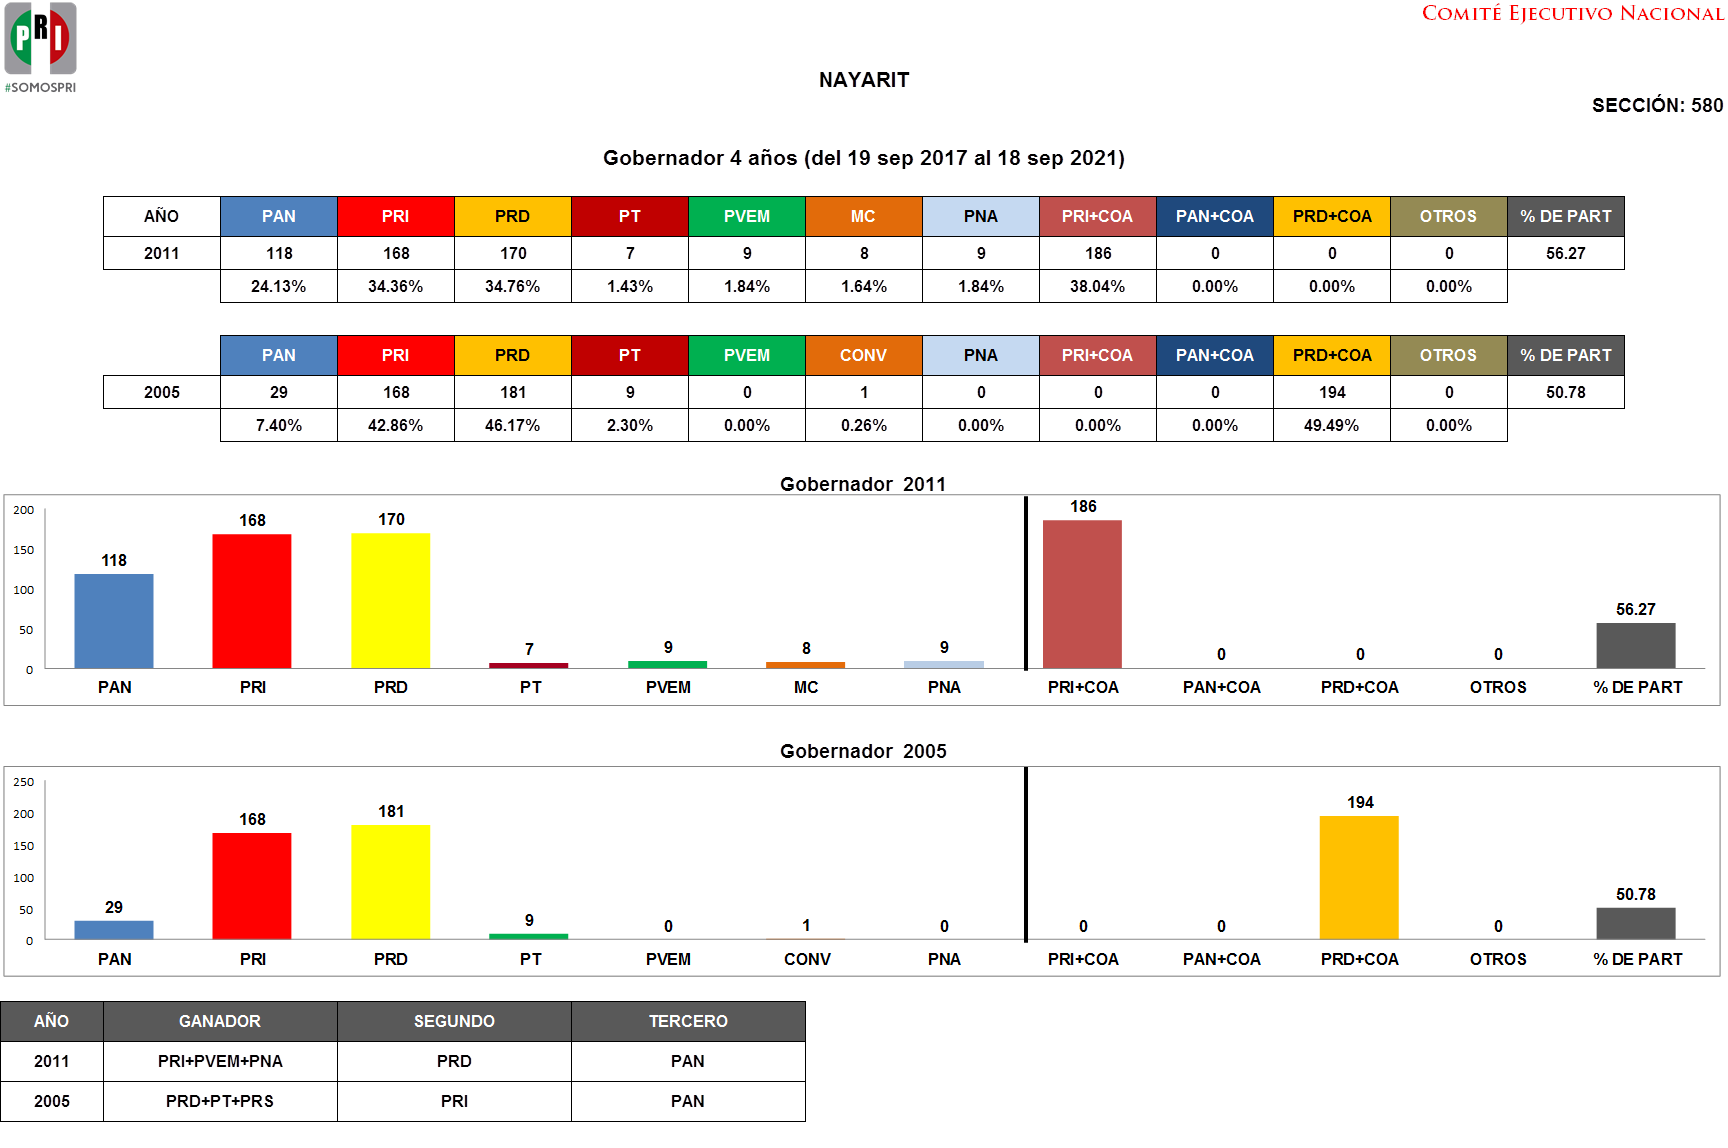 PRI
#SOMOSPRI
COMITÉ EJECUTIVO NACIONAL
NAYARIT
SECCIÓN: 580
Gobernador 4 años (del 19 sep 2017 al 18 sep 2021)
AÑO PAN PRI PRD PT PVEM MC PNA PRI+COA PAN+COA PRD+COA OTROS % DE PART
2011 118 168 170 7 9 8 9 186 0 0 0 56.27
24.13% 34.36% 34.76% 1.43% 1.84% 1.64% 1.84% 38.04% 0.00% 0.00% 0.00%
PAN PRI PRD PT PVEM CONV PNA PRI+COA PAN+COA PRD+COA OTROS % DE PART
2005 29 168 181 9 0 1 0 0 0 194 0 50.78
7.40% 42.86% 46.17% 2.30% 0.00% 0.26% 0.00% 0.00% 0.00% 49.49% 0.00%
Gobernador 2011
200
150
100
50
0
118 168 170 7 9 8 9 186 0 0 0 56.27
PAN PRI PRD PT PVEM MC PNA PRI+COA PAN+COA PRD+COA OTROS % DE PART
Gobernador 2005
250
200
150
100
50
0
29 168 181 9 0 1 0 0 0 194 0 50.78
PAN PRI PRD PT PVEM CONV PNA PRI+COA PAN+COA PRD+COA OTROS % DE PART
AÑO GANADOR SEGUNDO TERCERO
2011 PRI+PVEM+PNA PRD PAN
2005 PRD+PT+PRS PRI PAN